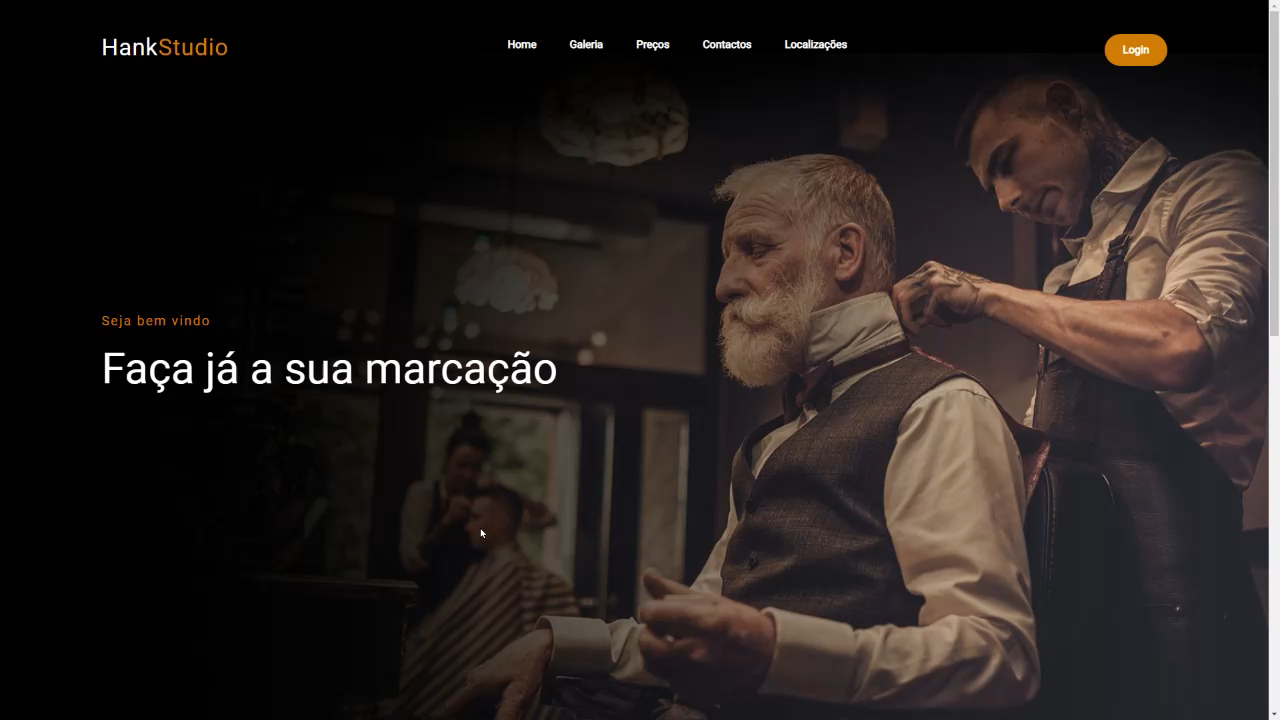 HankStudio
Home Galeria Preços Contactos Localizações
Login
Seja bem vindo
Faça já a sua marcação